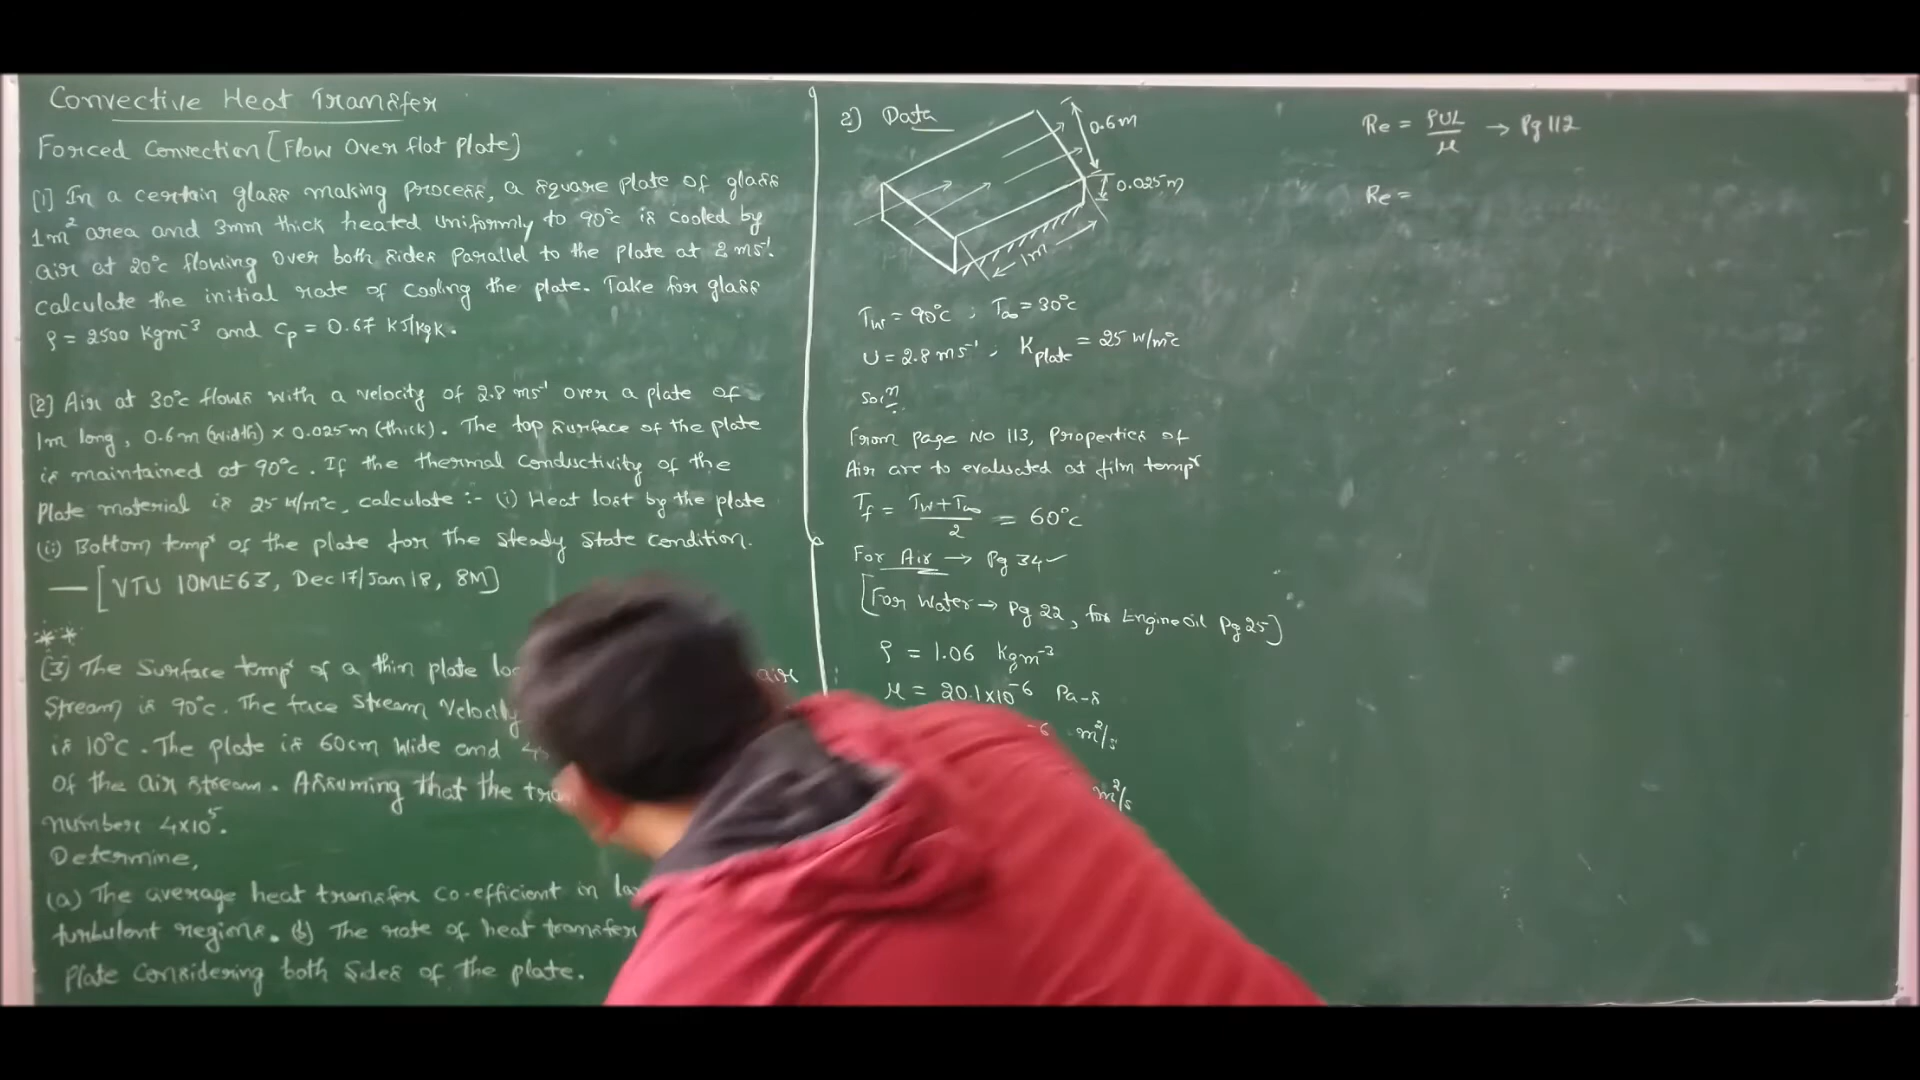 Convective Heat Transfer
Forced Convection [Flow Over flat Plate]
[1] In a certain glass making process, a square plate of glass
1m² area and 3mm thick heated uniformly to 90°c is cooled by
air at 20°c flowing over both sides parallel to the plate at 2 ms⁻¹.
calculate the initial rate of cooling the plate. Take for glass
ρ = 2500 Kgm⁻³ and Cp = 0.67 KJ/kgk.
[2] Air at 30°c flows with a velocity of 2.8 ms⁻¹ over a plate of
1m long, 0.6m (width) × 0.025m (thick). The top surface of the plate
is maintained at 90°c. If the thermal conductivity of the
Plate material is 25 W/m°c, calculate :- (i) Heat lost by the plate
(ii) Bottom tempʳ of the plate for the steady state condition.
— [VTU 10ME63, Dec 17/Jan 18, 8M]
**
(3) The Surface tempʳ of a thin plate air
Stream is 90°c. The face stream velocity
is 10°C. The plate is 60cm wide and
of the air stream. Assuming that the
number 4x10⁵.
Determine,
(a) The average heat transfer co-efficient in
turbulent regions. (b) The rate of heat transfer
Plate Considering both sides of the plate.
2) Data
0.6m
0.025m
1m
Tw = 90°c ; T∞ = 30°c
U = 2.8 ms⁻¹ ; K plate = 25 W/m°c
Solⁿ
From page No 113, Properties of
Air are to evaluated at film tempʳ
Tf = Tw+T∞/2 = 60°c
For Air → Pg 34 ✓
[For Water → Pg 22, for Engine Oil Pg 25]
ρ = 1.06 Kgm⁻³
μ = 20.1x10⁻⁶ Pa-s
⁻⁶ m²/s
m²/s
Re = ρUL/μ → Pg 112
Re =